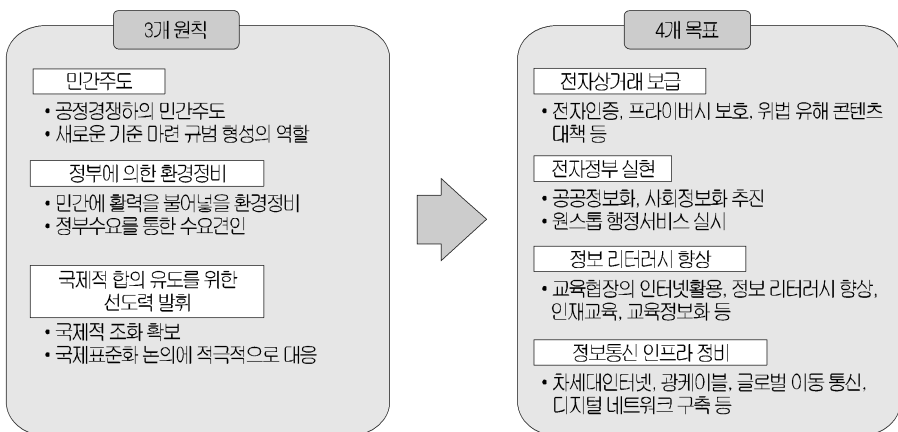 3개 원칙
민간주도
• 공정경쟁하의 민간주도
• 새로운 기준 마련 규범 형성의 역할
정부에 의한 환경정비
• 민간에 활력을 불어넣을 환경정비
• 정부수요를 통한 수요견인
국제적 합의 유도를 위한
선도력 발휘
• 국제적 조화 확보
• 국제표준화 논의에 적극적으로 대응
4개 목표
전자상거래 보급
• 전자인증, 프라이버시 보호, 위법 유해 콘텐츠
대책 등
전자정부 실현
• 공공정보화, 사회정보화 추진
• 원스톱 행정서비스 실시
정보 리터러시 향상
• 교육협장의 인터넷활용, 정보 리터러시 향상,
인재교육, 교육정보화 등
정보통신 인프라 정비
• 차세대인터넷, 광케이블, 글로벌 이동 통신,
디지털 네트워크 구축 등